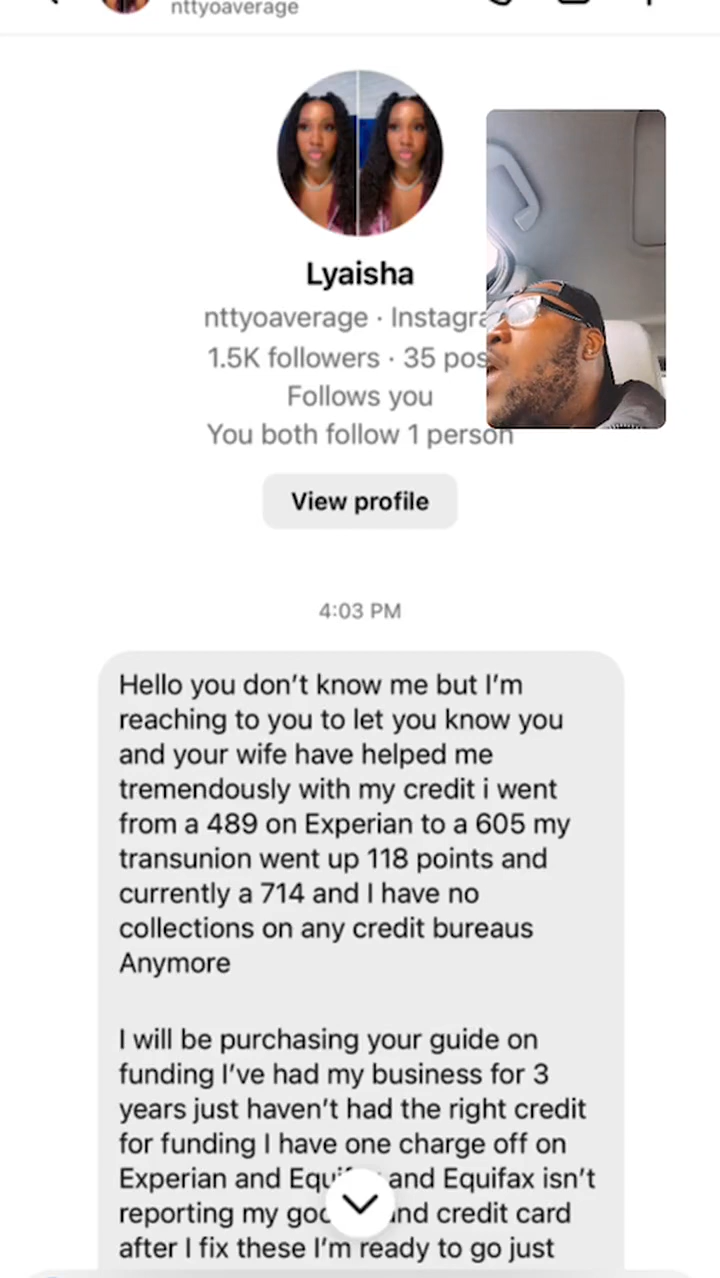 nttyoaverage
Lyaisha
nttyoaverage · Instagra
1.5K followers · 35 pos
Follows you
You both follow 1 person
View profile
4:03 PM
Hello you don't know me but I'm
reaching to you to let you know you
and your wife have helped me
tremendously with my credit i went
from a 489 on Experian to a 605 my
transunion went up 118 points and
currently a 714 and I have no
collections on any credit bureaus
Anymore
I will be purchasing your guide on
funding I've had my business for 3
years just haven't had the right credit
for funding I have one charge off on
Experian and and Equifax isn't
reporting my credit card
after I fix these I'm ready to go just